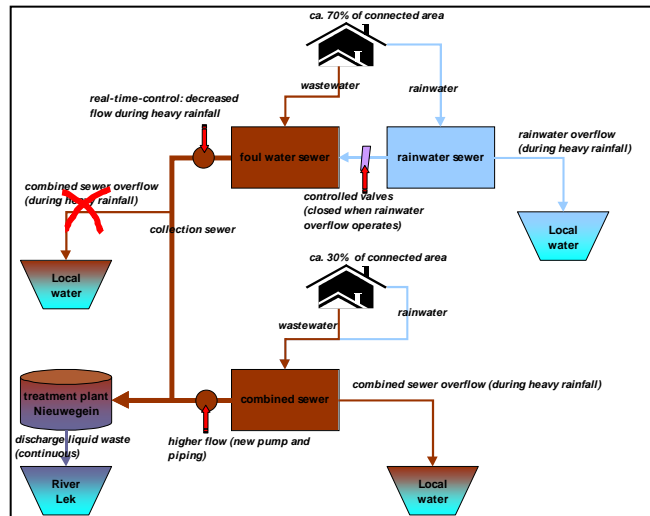 ca. 70% of connected area
wastewater
rainwater
real-time-control: decreased
flow during heavy rainfall
foul water sewer
rainwater sewer
rainwater overflow
(during heavy rainfall)
combined sewer overflow
(during heavy rainfall)
controlled valves
(closed when rainwater
overflow operates)
collection sewer
Local
water
Local
water
ca. 30% of connected area
wastewater
rainwater
treatment plant
Nieuwegein
combined sewer
combined sewer overflow (during heavy rainfall)
higher flow (new pump and
piping)
discharge liquid waste
(continuous)
River
Lek
Local
water